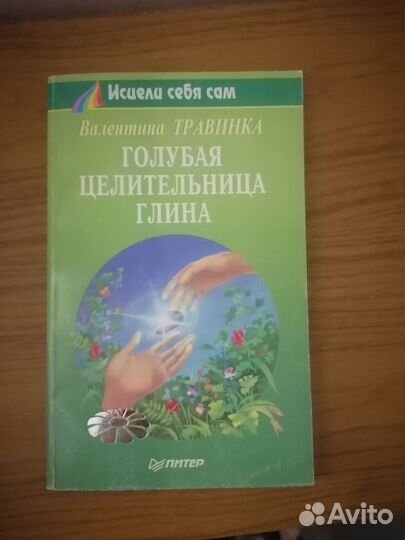 Исцели себя сам
Валентина ТРАВИНКА
ГОЛУБАЯ
ЦЕЛИТЕЛЬНИЦА
ГЛИНА
ПИТЕР
Avito